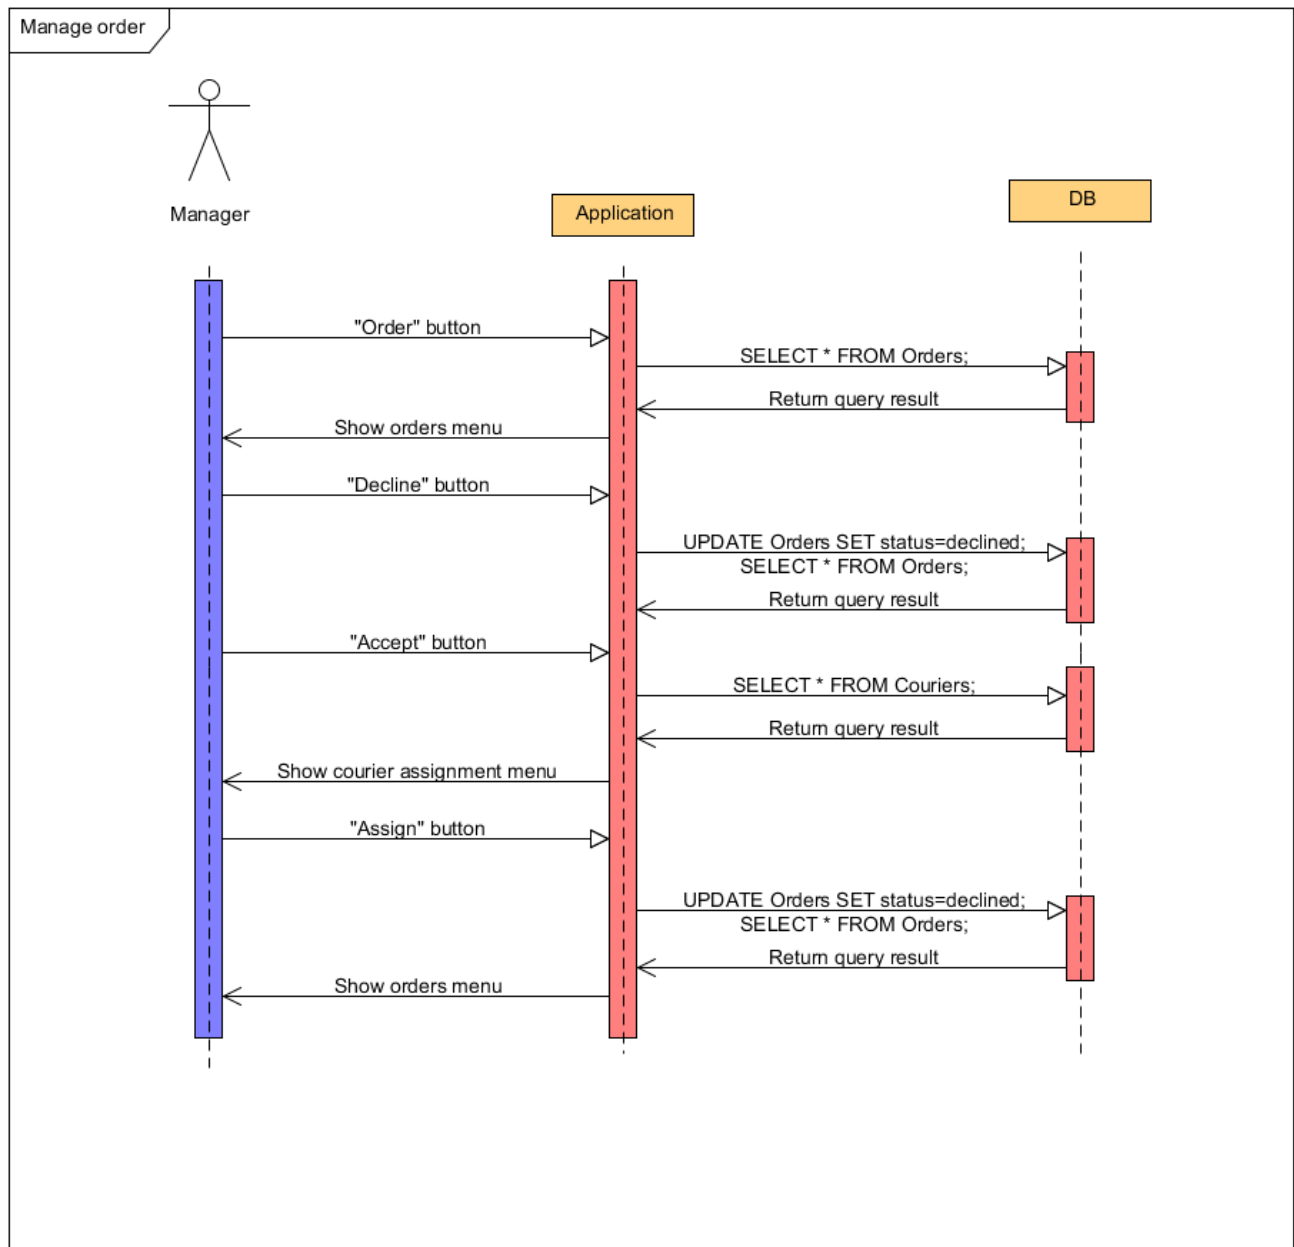 Manage order
Manager
Application
DB
"Order" button
SELECT * FROM Orders;
Return query result
Show orders menu
"Decline" button
UPDATE Orders SET status=declined;
SELECT * FROM Orders;
Return query result
"Accept" button
SELECT * FROM Couriers;
Return query result
Show courier assignment menu
"Assign" button
UPDATE Orders SET status=declined;
SELECT * FROM Orders;
Return query result
Show orders menu